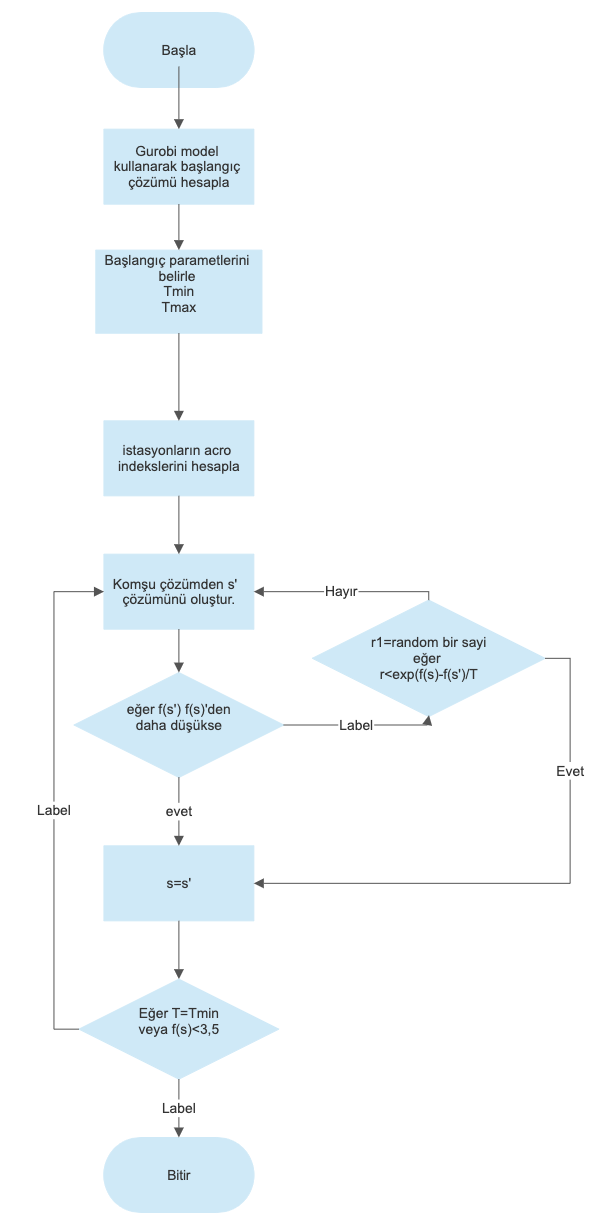 Başla
Gurobi model
kullanarak başlangıç
çözümü hesapla
Başlangıç parametlerini
belirle
Tmin
Tmax
istasyonların acro
indekslerini hesapla
Komşu çözümden s'
çözümünü oluştur.
Hayır
r1=random bir sayi
eğer
r<exp(f(s)-f(s')/T
eğer f(s') f(s)'den
daha düşükse
Label
Evet
Label
evet
s=s'
Eğer T=Tmin
veya f(s)<3,5
Label
Bitir